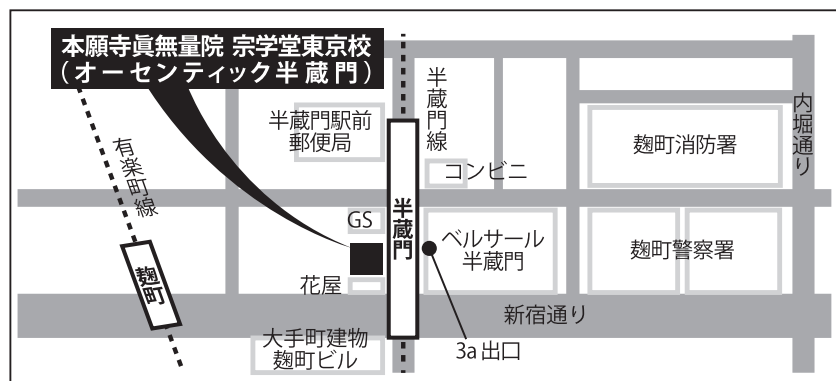 本願寺眞無量院 宗学堂東京校
(オーセンティック半蔵門)
半蔵門線
内堀通り
半蔵門駅前
郵便局
麹町消防署
有楽町線
コンビニ
半蔵門
GS
ベルサール
半蔵門
麹町警察署
麹町
花屋
新宿通り
大手町建物
麹町ビル
3a 出口